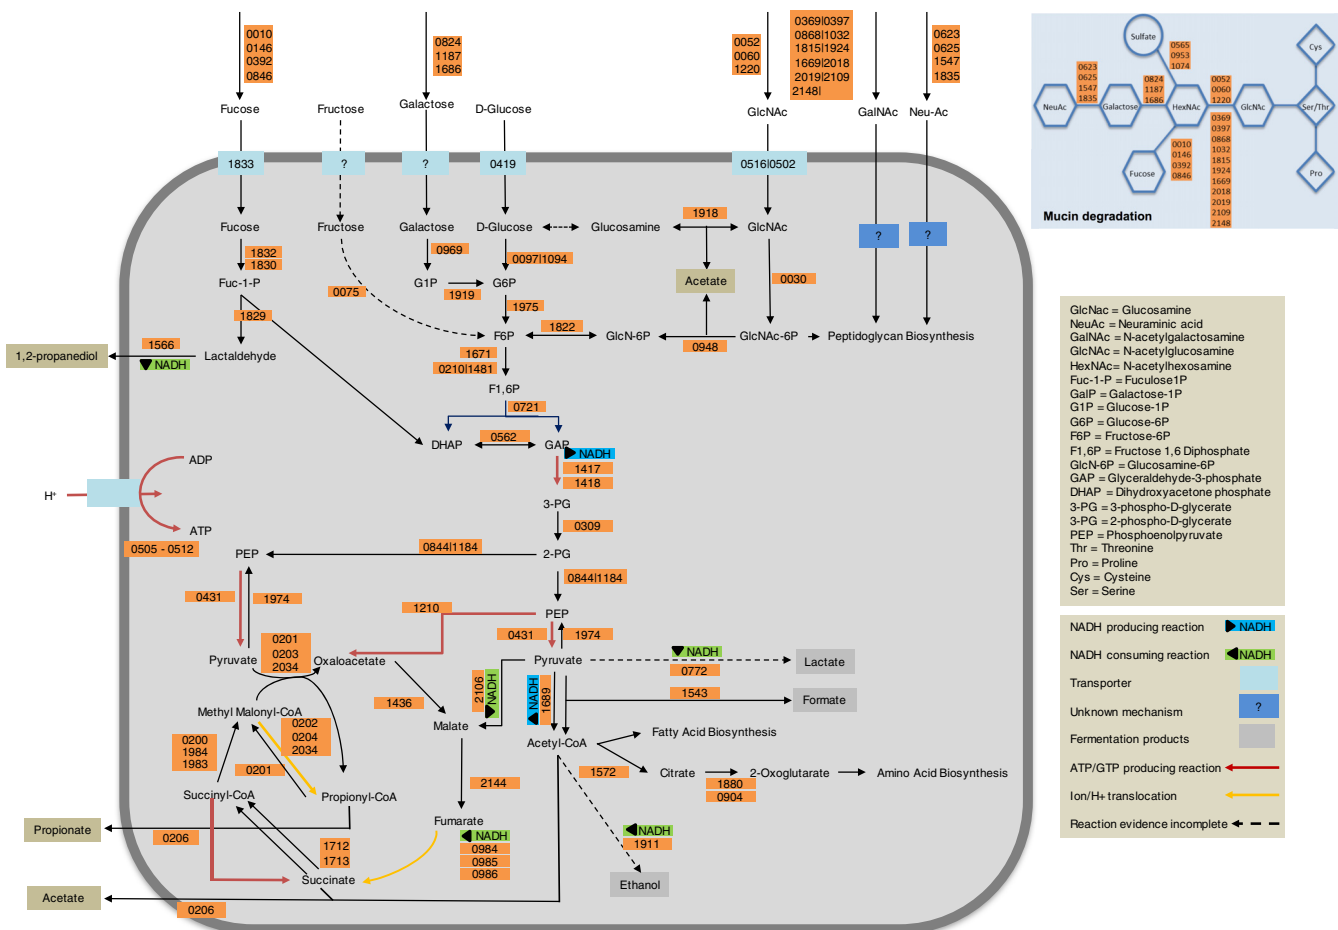 0010
0146
0392
0846
0824
1187
1686
0052
0060
1220
0369|0397
0868|1032
1815|1924
1669|2018
2019|2109
2148|
0623
0625
1547
1835
Fucose
Fructose
Galactose
D-Glucose
GlcNAc
GalNAc
Neu-Ac
1833
?
?
0419
0516|0502
Fucose
Fructose
Galactose
D-Glucose
Glucosamine
1918
GlcNAc
?
?
1832
1830
0969
0097|1094
Acetate
0030
Fuc-1-P
0075
G1P
1919
G6P
1829
1975
1566
1,2-propanediol
NADH
Lactaldehyde
F6P
1822
GlcN-6P
0948
GlcNAc-6P
Peptidoglycan Biosynthesis
1671
0210|1481
F1,6P
0721
DHAP
0562
GAP
NADH
1417
1418
ADP
H⁺
ATP
0505 - 0512
3-PG
0309
PEP
0844|1184
2-PG
0844|1184
0431
1974
1210
PEP
0431
1974
Pyruvate
0201
0203
2034
Oxaloacetate
Pyruvate
NADH
0772
Lactate
2106
NADH
NADH
1689
1543
Formate
1436
Methyl Malonyl-CoA
0202
0204
2034
0200
1984
1983
0201
Malate
Acetyl-CoA
Fatty Acid Biosynthesis
1572
Citrate
1880
0904
2-Oxoglutarate
Amino Acid Biosynthesis
2144
Succinyl-CoA
Propionyl-CoA
Fumarate
NADH
0984
0985
0986
NADH
1911
Propionate
0206
1712
1713
Succinate
Ethanol
Acetate
0206
Sulfate
0565
0953
1074
Cys
0623
0625
1547
1835
0824
1187
1686
0052
0060
1220
NeuAc
Galactose
HexNAc
GlcNAc
Ser/Thr
0010
0146
0392
0846
0369
0397
0868
1032
1815
1924
1669
2018
2019
2109
2148
Fucose
Pro
Mucin degradation
GlcNac = Glucosamine
NeuAc = Neuraminic acid
GalNAc = N-acetylgalactosamine
GlcNAc = N-acetylglucosamine
HexNAc= N-acetylhexosamine
Fuc-1-P = Fuculose1P
GalP = Galactose-1P
G1P = Glucose-1P
G6P = Glucose-6P
F6P = Fructose-6P
F1,6P = Fructose 1,6 Diphosphate
GlcN-6P = Glucosamine-6P
GAP = Glyceraldehyde-3-phosphate
DHAP = Dihydroxyacetone phosphate
3-PG = 3-phospho-D-glycerate
3-PG = 2-phospho-D-glycerate
PEP = Phosphoenolpyruvate
Thr = Threonine
Pro = Proline
Cys = Cysteine
Ser = Serine
NADH producing reaction NADH
NADH consuming reaction NADH
Transporter
Unknown mechanism ?
Fermentation products
ATP/GTP producing reaction
Ion/H+ translocation
Reaction evidence incomplete